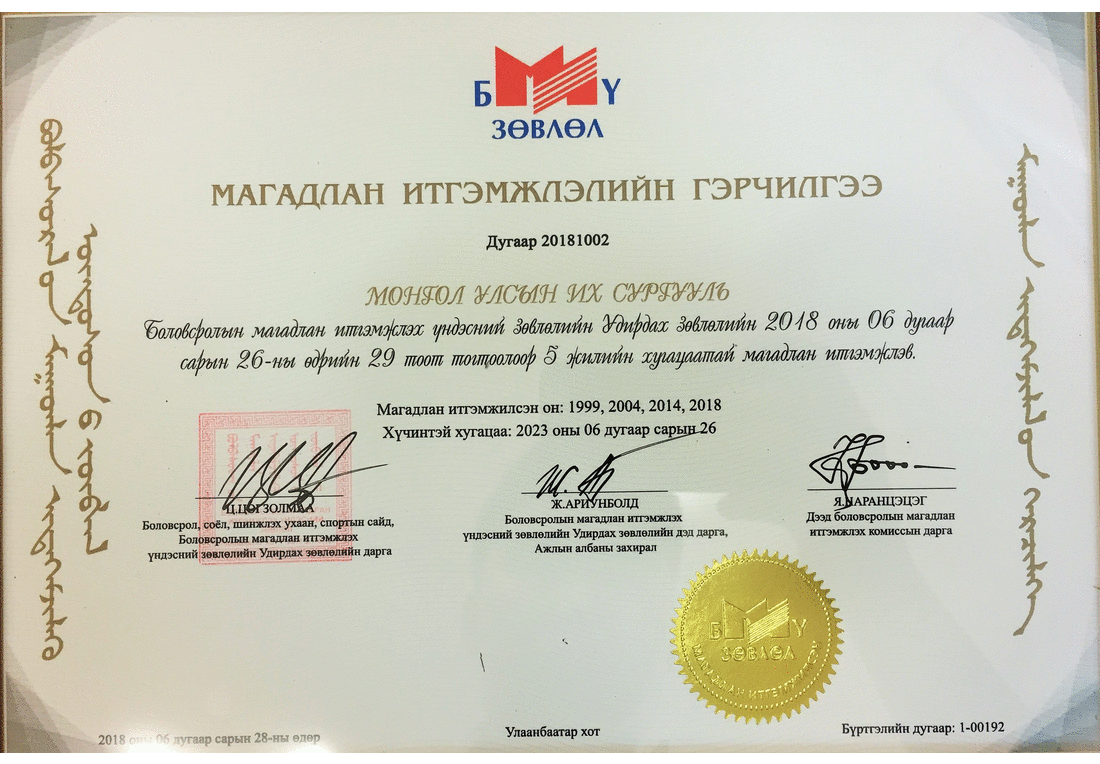 БМҮ
ЗӨВЛӨЛ
МАГАДЛАН ИТГЭМЖЛЭЛИЙН ГЭРЧИЛГЭЭ
Дугаар 20181002
МОНГОЛ УЛСЫН ИХ СУРГУУЛЬ
Боловсролын магадлан итгэмжлэх үндэсний Зөвлөлийн Удирдах Зөвлөлийн 2018 оны 06 дугаар
сарын 26-ны өдрийн 29 тоот тогтоолоор 5 жилийн хугацаатай магадлан итгэмжлэв.
Магадлан итгэмжилсэн он: 1999, 2004, 2014, 2018
Хүчинтэй хугацаа: 2023 оны 06 дугаар сарын 26
Ц.ЦОГЗОЛМАА
Боловсрол, соёл, шинжлэх ухаан, спортын сайд,
Боловсролын магадлан итгэмжлэх
үндэсний зөвлөлийн Удирдах зөвлөлийн дарга
Ж.АРИУНБОЛД
Боловсролын магадлан итгэмжлэх
үндэсний зөвлөлийн Удирдах зөвлөлийн дэд дарга,
Ажлын албаны захирал
Я.НАРАНЦЭЦЭГ
Дээд боловсролын магадлан
итгэмжлэх комиссын дарга
БМҮ
ЗӨВЛӨЛ
2018 оны 06 дугаар сарын 28-ны өдөр
Улаанбаатар хот
Бүртгэлийн дугаар: 1-00192